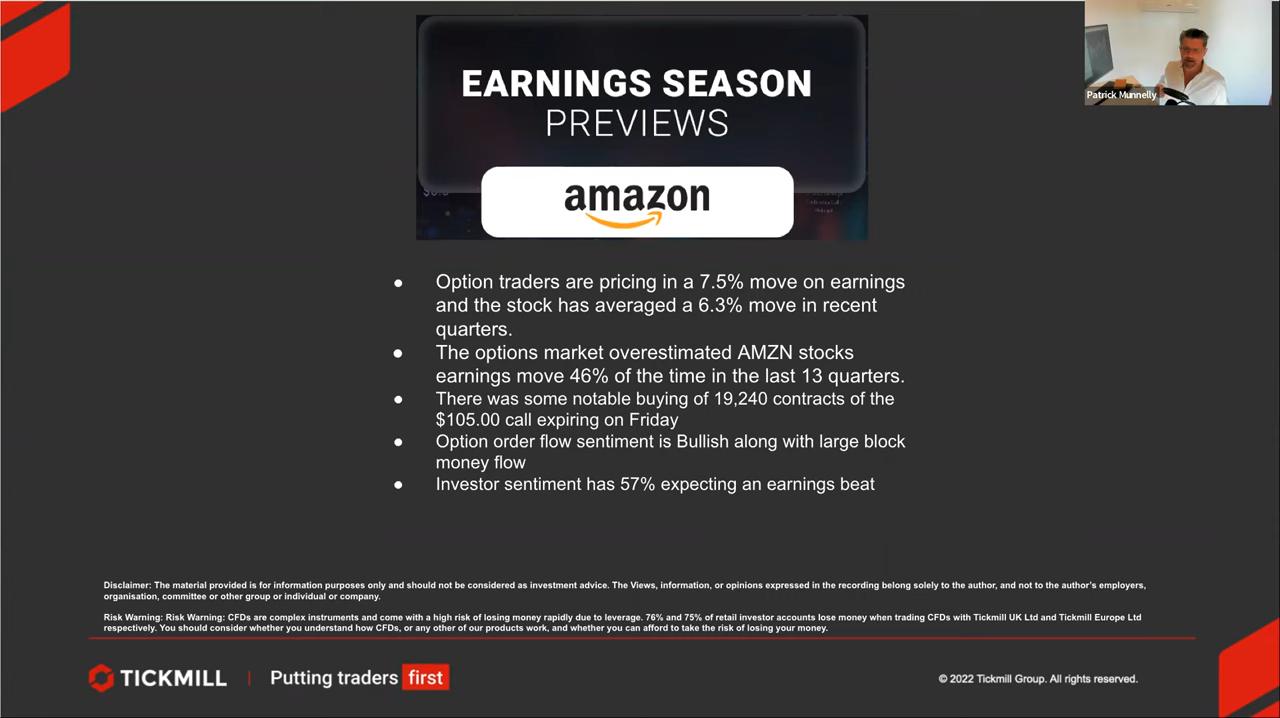 EARNINGS SEASON
PREVIEWS
amazon
Patrick Munnelly
● Option traders are pricing in a 7.5% move on earnings
and the stock has averaged a 6.3% move in recent
quarters.
● The options market overestimated AMZN stocks
earnings move 46% of the time in the last 13 quarters.
● There was some notable buying of 19,240 contracts of the
$105.00 call expiring on Friday
● Option order flow sentiment is Bullish along with large block
money flow
● Investor sentiment has 57% expecting an earnings beat
Disclaimer: The material provided is for information purposes only and should not be considered as investment advice. The Views, information, or opinions expressed in the recording belong solely to the author, and not to the author's employers,
organisation, committee or other group or individual or company.
Risk Warning: Risk Warning: CFDs are complex instruments and come with a high risk of losing money rapidly due to leverage. 76% and 75% of retail investor accounts lose money when trading CFDs with Tickmill UK Ltd and Tickmill Europe Ltd
respectively. You should consider whether you understand how CFDs, or any other of our products work, and whether you can afford to take the risk of losing your money.
TICKMILL | Putting traders first
© 2022 Tickmill Group. All rights reserved.